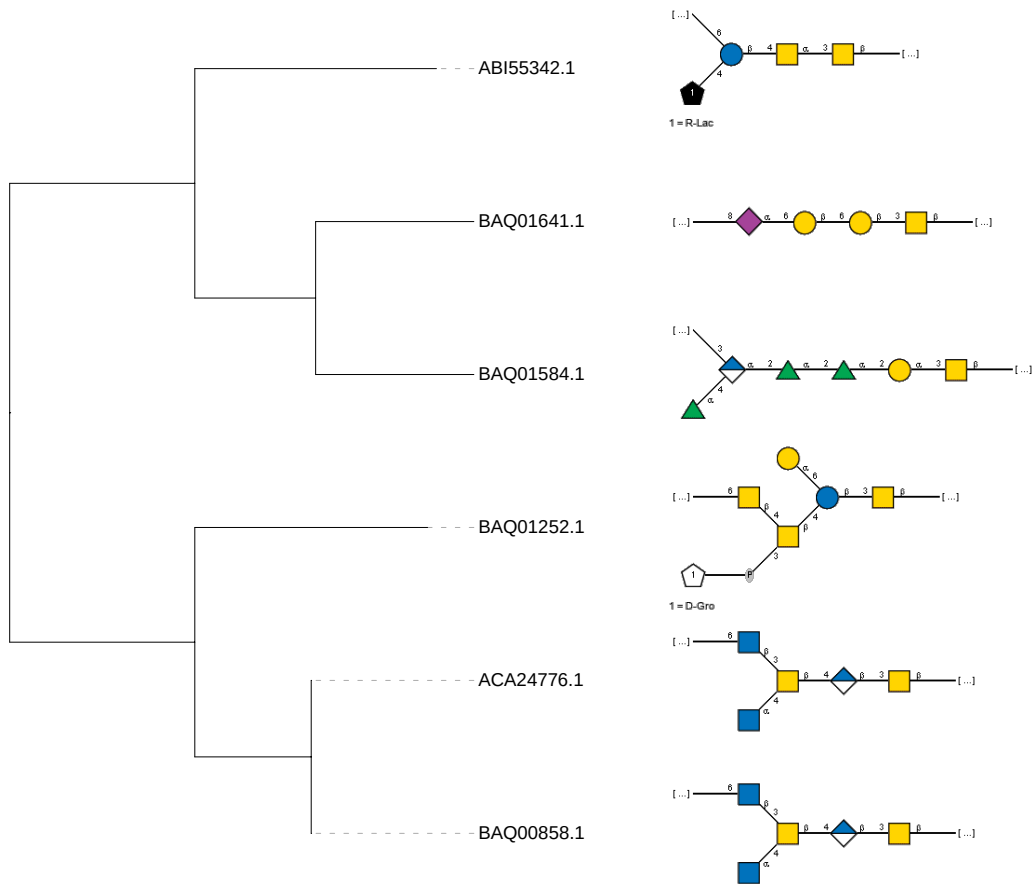 [...]
6
β 4 α 3 β
ABI55342.1
[...]
4
1
1 = R-Lac
BAQ01641.1
[...] 8 α 6 β 6 β 3 β [...]
[...]
3
BAQ01584.1
α 2 α 2 α 2 α 3 β [...]
4
α
α 6
[...] 6 β 3 β [...]
β 4 4
BAQ01252.1
β
3
1 P
1 = D-Gro
[...] 6
β 3
ACA24776.1
β 4 β 3 β [...]
4
α
[...] 6
β 3
BAQ00858.1
β 4 β 3 β [...]
4
α